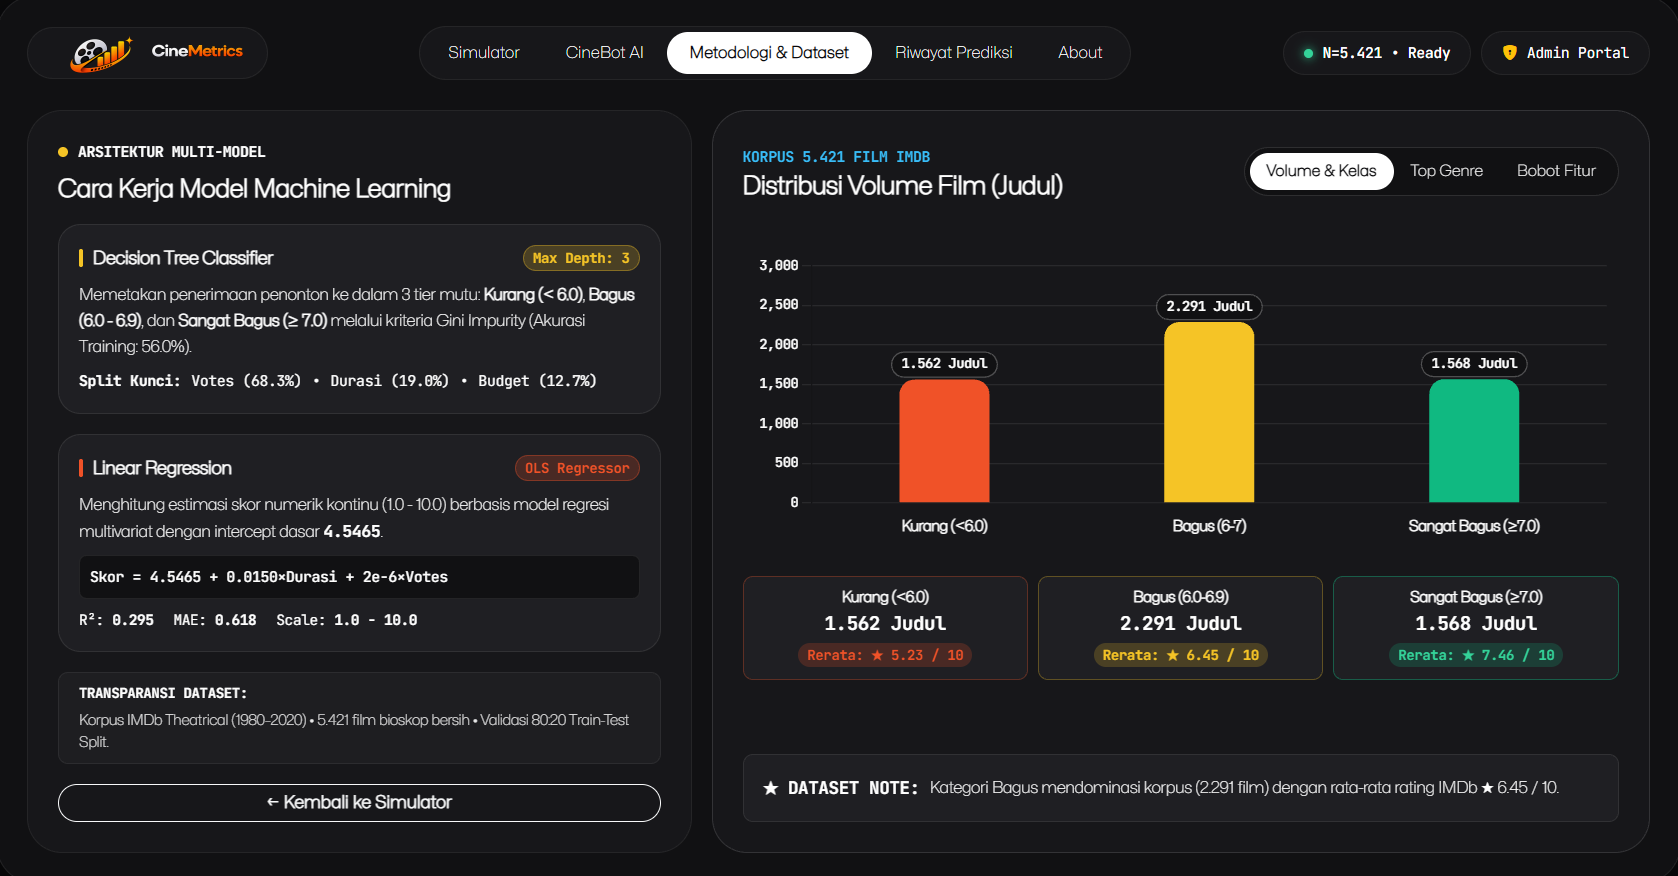 CineMetrics
Simulator
CineBot AI
Metodologi & Dataset
Riwayat Prediksi
About
N=5.421 • Ready
Admin Portal
ARSITEKTUR MULTI-MODEL
Cara Kerja Model Machine Learning
Decision Tree Classifier
Max Depth: 3
Memetakan penerimaan penonton ke dalam 3 tier mutu: Kurang (< 6.0), Bagus
(6.0 - 6.9), dan Sangat Bagus (≥ 7.0) melalui kriteria Gini Impurity (Akurasi
Training: 56.0%).
Split Kunci: Votes (68.3%) • Durasi (19.0%) • Budget (12.7%)
Linear Regression
OLS Regressor
Menghitung estimasi skor numerik kontinu (1.0 - 10.0) berbasis model regresi
multivariat dengan intercept dasar 4.5465.
Skor = 4.5465 + 0.0150×Durasi + 2e-6×Votes
R²: 0.295 MAE: 0.618 Scale: 1.0 - 10.0
TRANSPARANSI DATASET:
Korpus IMDb Theatrical (1980-2020) • 5.421 film bioskop bersih • Validasi 80:20 Train-Test
Split.
← Kembali ke Simulator
KORPUS 5.421 FILM IMDB
Distribusi Volume Film (Judul)
Volume & Kelas
Top Genre
Bobot Fitur
3,000
2,500
2,000
1,500
1,000
500
0
1.562 Judul
2.291 Judul
1.568 Judul
Kurang (<6.0)
Bagus (6-7)
Sangat Bagus (≥7.0)
Kurang (<6.0)
1.562 Judul
Rerata: ★ 5.23 / 10
Bagus (6.0-6.9)
2.291 Judul
Rerata: ★ 6.45 / 10
Sangat Bagus (≥7.0)
1.568 Judul
Rerata: ★ 7.46 / 10
★ DATASET NOTE: Kategori Bagus mendominasi korpus (2.291 film) dengan rata-rata rating IMDb ★ 6.45 / 10.